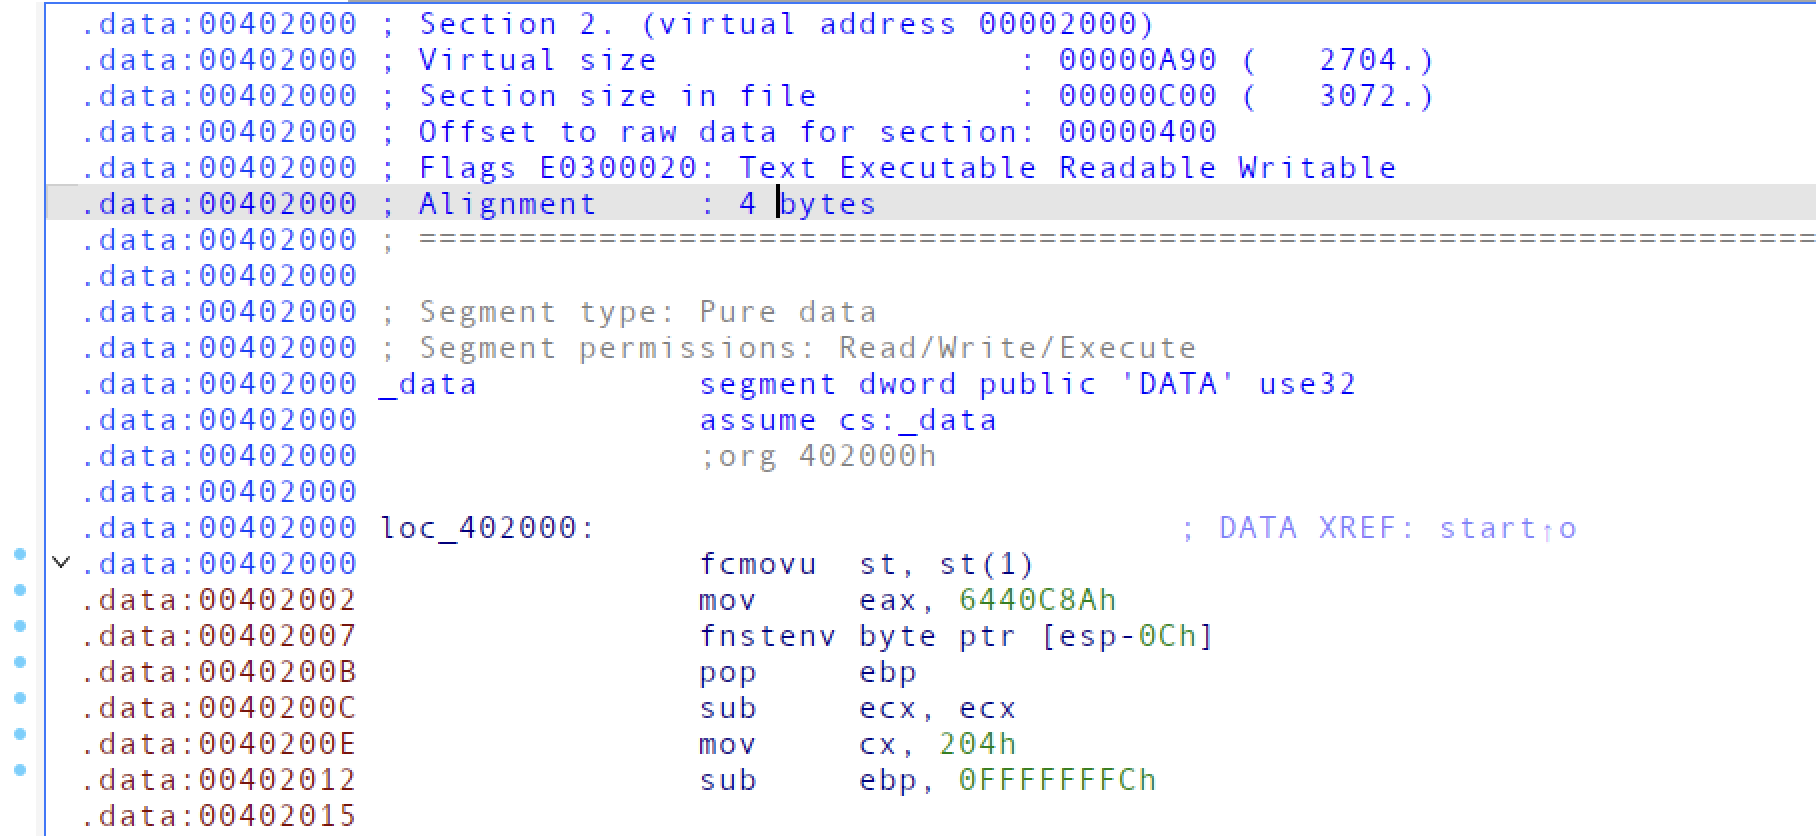 .data:00402000 ; Section 2. (virtual address 00002000)
.data:00402000 ; Virtual size                  : 00000A90 (   2704.)
.data:00402000 ; Section size in file          : 00000C00 (   3072.)
.data:00402000 ; Offset to raw data for section: 00000400
.data:00402000 ; Flags E0300020: Text Executable Readable Writable
.data:00402000 ; Alignment     : 4 bytes
.data:00402000 ; ======================================================================
.data:00402000
.data:00402000 ; Segment type: Pure data
.data:00402000 ; Segment permissions: Read/Write/Execute
.data:00402000 _data           segment dword public 'DATA' use32
.data:00402000                 assume cs:_data
.data:00402000                 ;org 402000h
.data:00402000
.data:00402000 loc_402000:                             ; DATA XREF: start↑o
.data:00402000                 fcmovu  st, st(1)
.data:00402002                 mov     eax, 6440C8Ah
.data:00402007                 fnstenv byte ptr [esp-0Ch]
.data:0040200B                 pop     ebp
.data:0040200C                 sub     ecx, ecx
.data:0040200E                 mov     cx, 204h
.data:00402012                 sub     ebp, 0FFFFFFFCh
.data:00402015